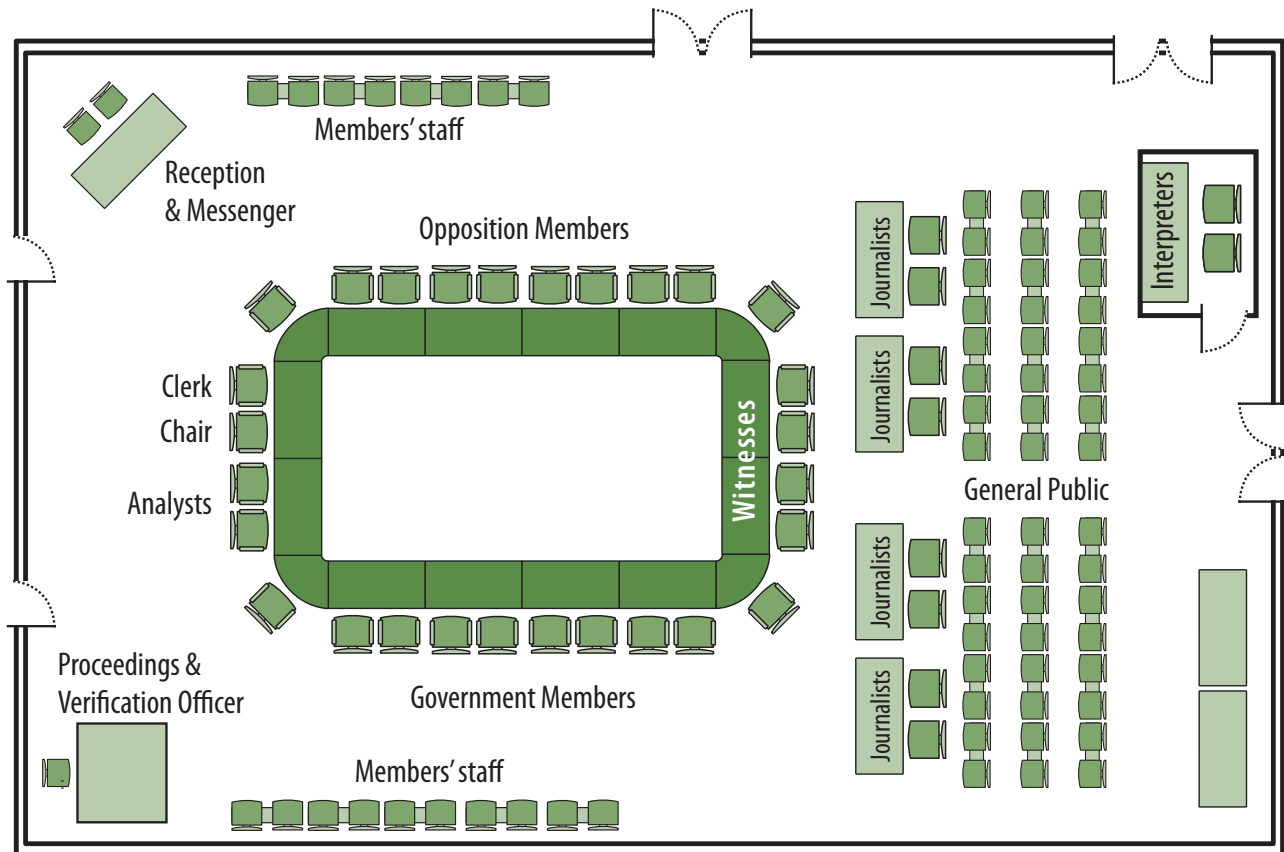 Members’ staff
Reception
& Messenger
Opposition Members
Interpreters
Journalists
Journalists
Clerk
Chair
Analysts
Witnesses
General Public
Journalists
Journalists
Proceedings &
Verification Officer
Government Members
Members’ staff